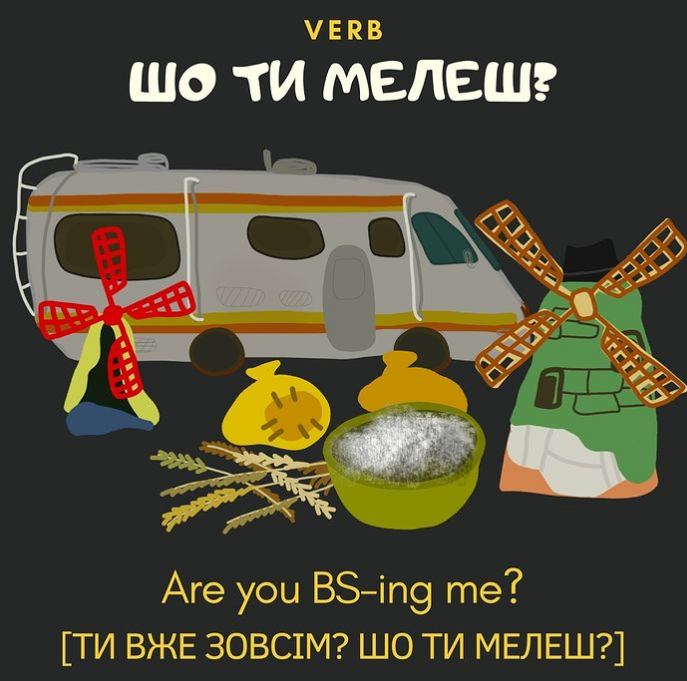 VERB
ШО ТИ МЕЛЕШ?
Are you BS-ing me?
[ТИ ВЖЕ ЗОВСІМ? ШО ТИ МЕЛЕШ?]